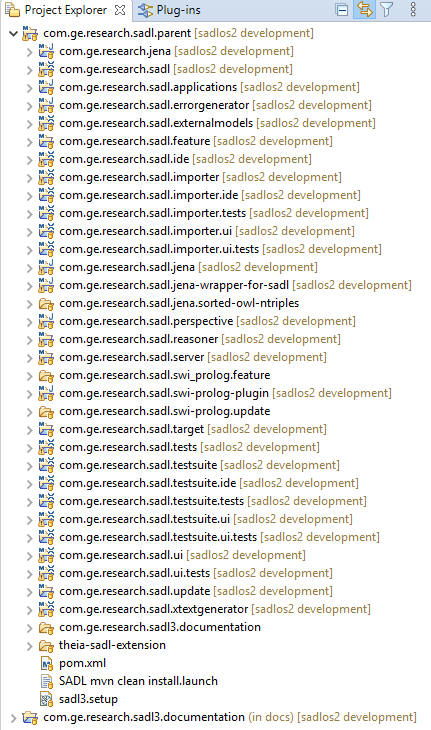 Project Explorer Plug-ins
com.ge.research.sadl.parent [sadlos2 development]
com.ge.research.jena [sadlos2 development]
com.ge.research.sadl [sadlos2 development]
com.ge.research.sadl.applications [sadlos2 development]
com.ge.research.sadl.errorgenerator [sadlos2 development]
com.ge.research.sadl.externalmodels [sadlos2 development]
com.ge.research.sadl.feature [sadlos2 development]
com.ge.research.sadl.ide [sadlos2 development]
com.ge.research.sadl.importer [sadlos2 development]
com.ge.research.sadl.importer.ide [sadlos2 development]
com.ge.research.sadl.importer.tests [sadlos2 development]
com.ge.research.sadl.importer.ui [sadlos2 development]
com.ge.research.sadl.importer.ui.tests [sadlos2 development]
com.ge.research.sadl.jena [sadlos2 development]
com.ge.research.sadl.jena-wrapper-for-sadl [sadlos2 development]
com.ge.research.sadl.jena.sorted-owl-ntriples
com.ge.research.sadl.perspective [sadlos2 development]
com.ge.research.sadl.reasoner [sadlos2 development]
com.ge.research.sadl.server [sadlos2 development]
com.ge.research.sadl.swi_prolog.feature
com.ge.research.sadl.swi-prolog-plugin [sadlos2 development]
com.ge.research.sadl.swi-prolog.update
com.ge.research.sadl.target [sadlos2 development]
com.ge.research.sadl.tests [sadlos2 development]
com.ge.research.sadl.testsuite [sadlos2 development]
com.ge.research.sadl.testsuite.ide [sadlos2 development]
com.ge.research.sadl.testsuite.tests [sadlos2 development]
com.ge.research.sadl.testsuite.ui [sadlos2 development]
com.ge.research.sadl.testsuite.ui.tests [sadlos2 development]
com.ge.research.sadl.ui [sadlos2 development]
com.ge.research.sadl.ui.tests [sadlos2 development]
com.ge.research.sadl.update [sadlos2 development]
com.ge.research.sadl.xtextgenerator [sadlos2 development]
com.ge.research.sadl3.documentation
theia-sadl-extension
pom.xml
SADL mvn clean install.launch
sadl3.setup
com.ge.research.sadl3.documentation (in docs) [sadlos2 development]